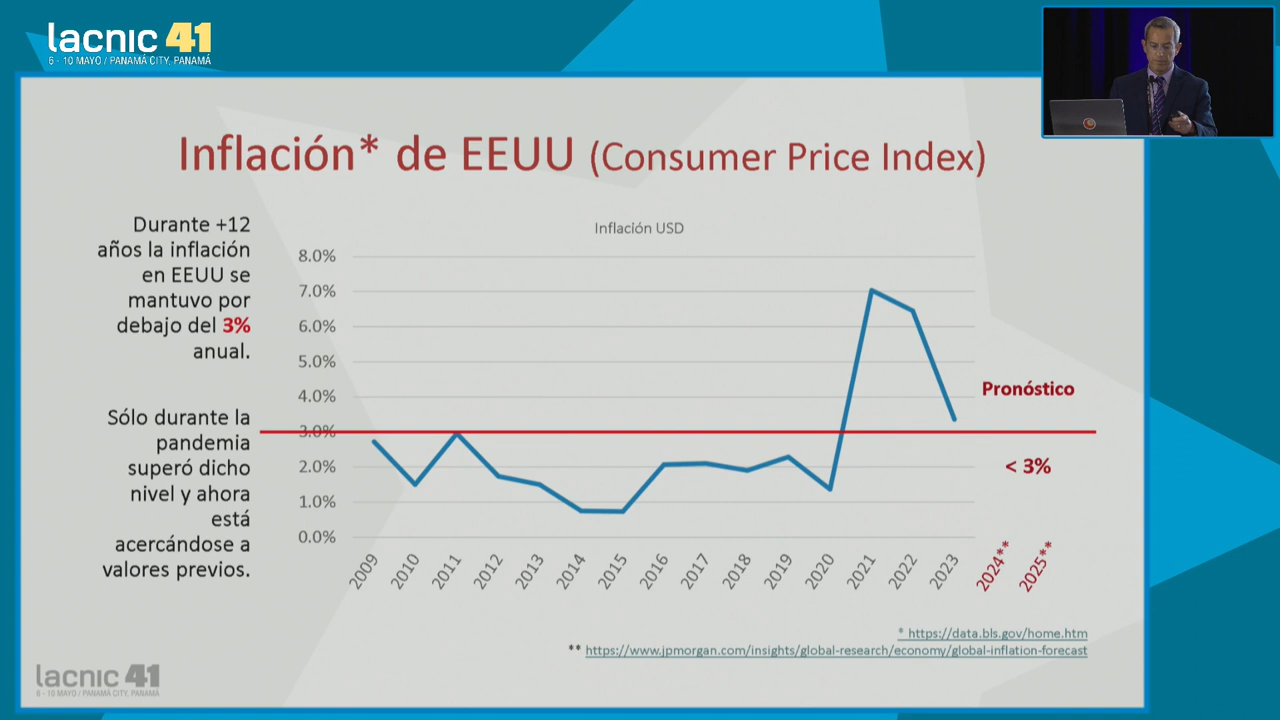 lacnic 41
6 - 10 MAYO / PANAMÁ CITY, PANAMÁ
Inflación* de EEUU (Consumer Price Index)
Durante +12
años la inflación
en EEUU se
mantuvo por
debajo del 3%
anual.
Sólo durante la
pandemia
superó dicho
nivel y ahora
está
acercándose a
valores previos.
Inflación USD
8.0%
7.0%
6.0%
5.0%
4.0%
3.0%
2.0%
1.0%
0.0%
2009
2010
2011
2012
2013
2014
2015
2016
2017
2018
2019
2020
2021
2022
2023
2024**
2025**
Pronóstico
< 3%
* https://data.bls.gov/home.htm
** https://www.jpmorgan.com/insights/global-research/economy/global-inflation-forecast
lacnic 41
6 - 10 MAYO / PANAMÁ CITY, PANAMÁ